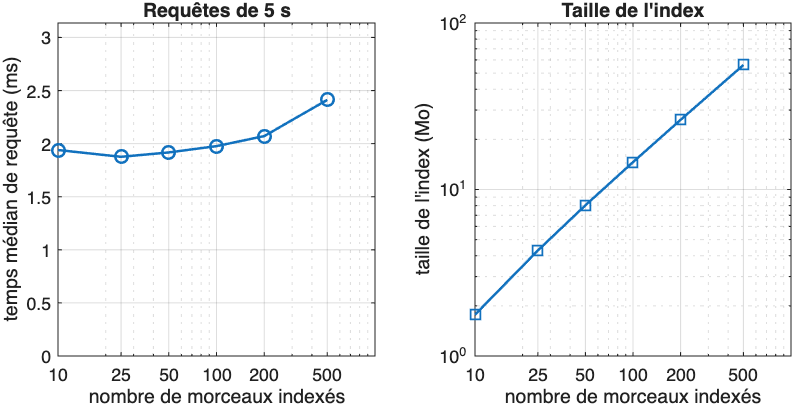 Requêtes de 5 s
temps médian de requête (ms)
3
2.5
2
1.5
1
0.5
0
10 25 50 100 200 500
nombre de morceaux indexés
Taille de l'index
taille de l'index (Mo)
10²
10¹
10⁰
10 25 50 100 200 500
nombre de morceaux indexés